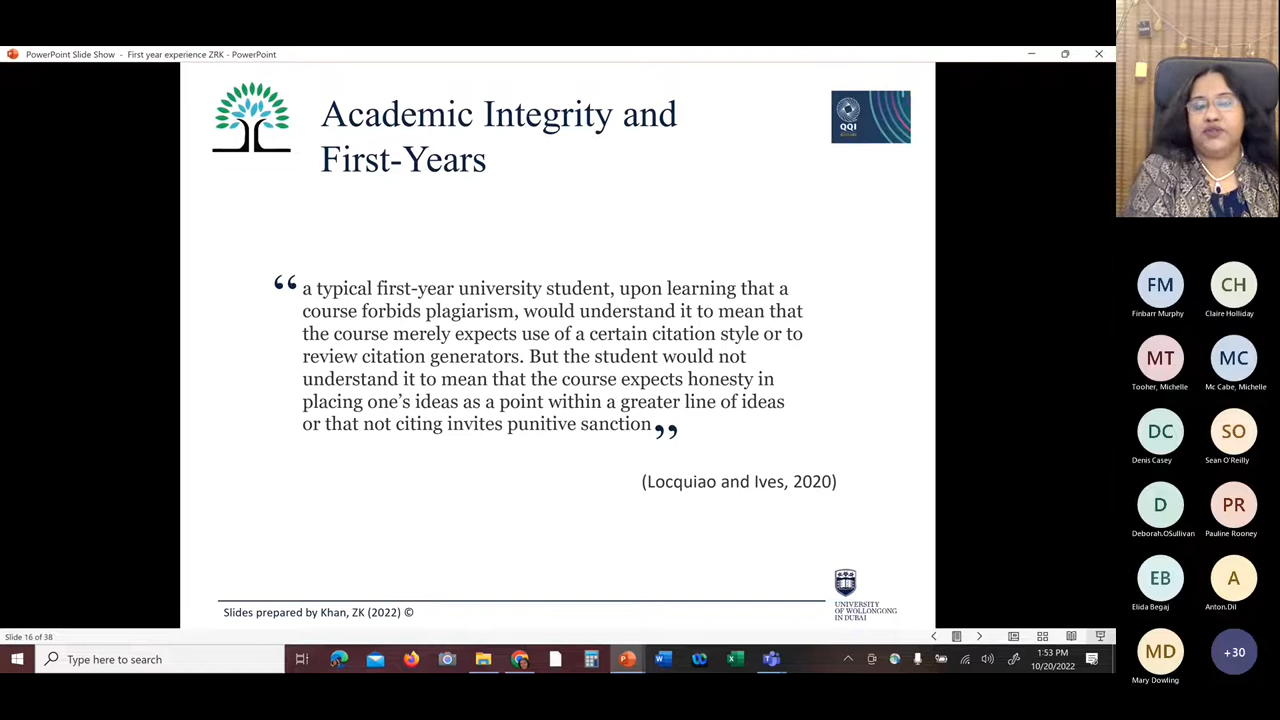 PowerPoint Slide Show - First year experience ZRK - PowerPoint
Academic Integrity and
First-Years
QQI
“ a typical first-year university student, upon learning that a
course forbids plagiarism, would understand it to mean that
the course merely expects use of a certain citation style or to
review citation generators. But the student would not
understand it to mean that the course expects honesty in
placing one’s ideas as a point within a greater line of ideas
or that not citing invites punitive sanction ”
(Locquiao and Ives, 2020)
Slides prepared by Khan, ZK (2022) ©
UNIVERSITY
OF WOLLONGONG
IN DUBAI
Slide 16 of 38
Type here to search
1:53 PM
10/20/2022
FM
Finbarr Murphy
CH
Claire Holliday
MT
Tooher, Michelle
MC
Mc Cabe, Michelle
DC
Denis Casey
SO
Sean O'Reilly
D
Deborah.OSullivan
PR
Pauline Rooney
EB
Elida Begaj
A
Anton.Dil
MD
Mary Dowling
+30